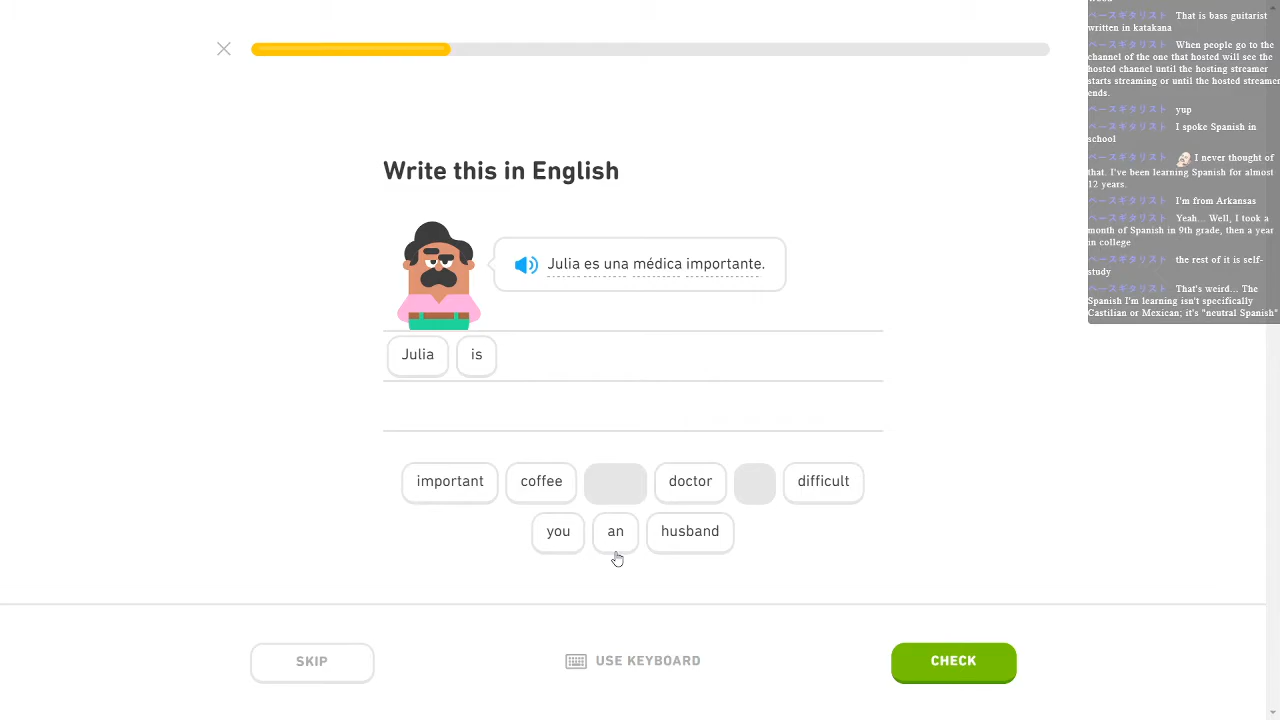 Write this in English
Julia es una médica importante.
Julia is
important coffee doctor difficult
you an husband
SKIP
USE KEYBOARD
CHECK
ベースギタリスト That is bass guitarist
written in katakana
ベースギタリスト When people go to the
channel of the one that hosted will see the
hosted channel until the hosting streamer
starts streaming or until the hosted streamer
ends.
ベースギタリスト yup
ベースギタリスト I spoke Spanish in
school
ベースギタリスト I never thought of
that. I've been learning Spanish for almost
12 years.
ベースギタリスト I'm from Arkansas
ベースギタリスト Yeah... Well, I took a
month of Spanish in 9th grade, then a year
in college
ベースギタリスト the rest of it is self-
study
ベースギタリスト That's weird... The
Spanish I'm learning isn't specifically
Castilian or Mexican; it's "neutral Spanish"